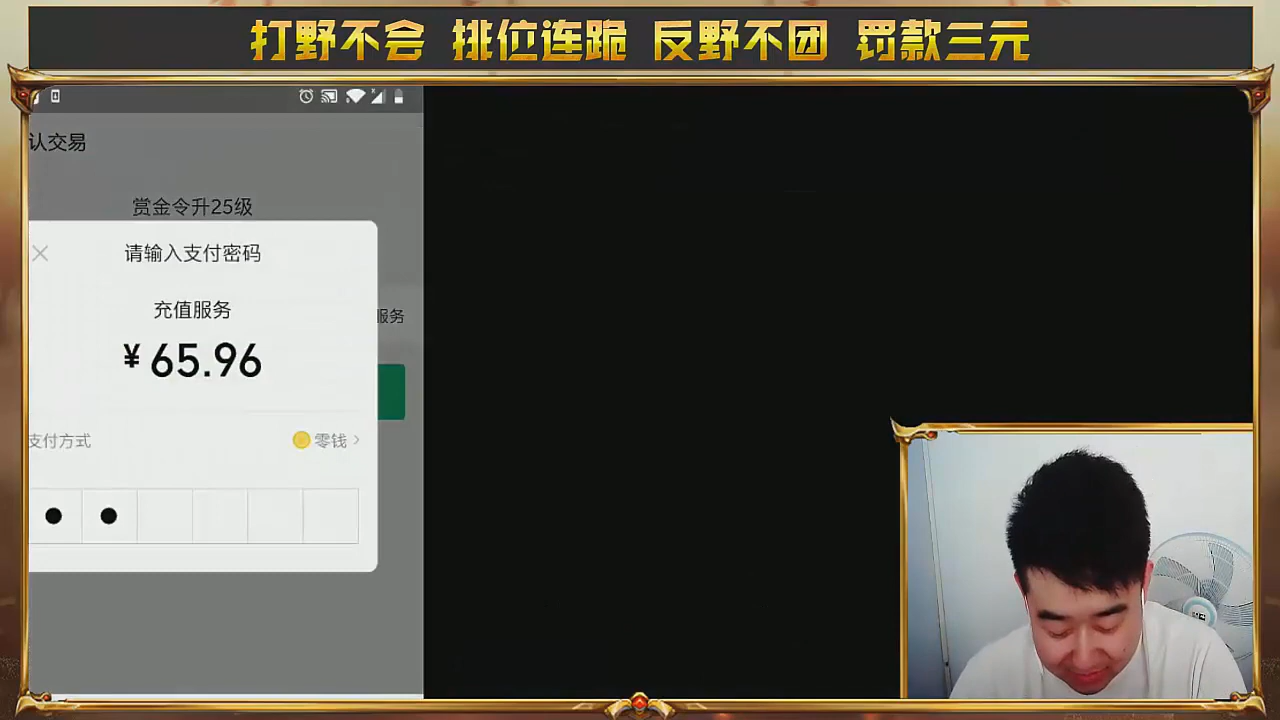 打野不会 排位连跪 反野不团 罚款三元
认交易
赏金令升25级
请输入支付密码
充值服务
服务
¥65.96
支付方式
零钱